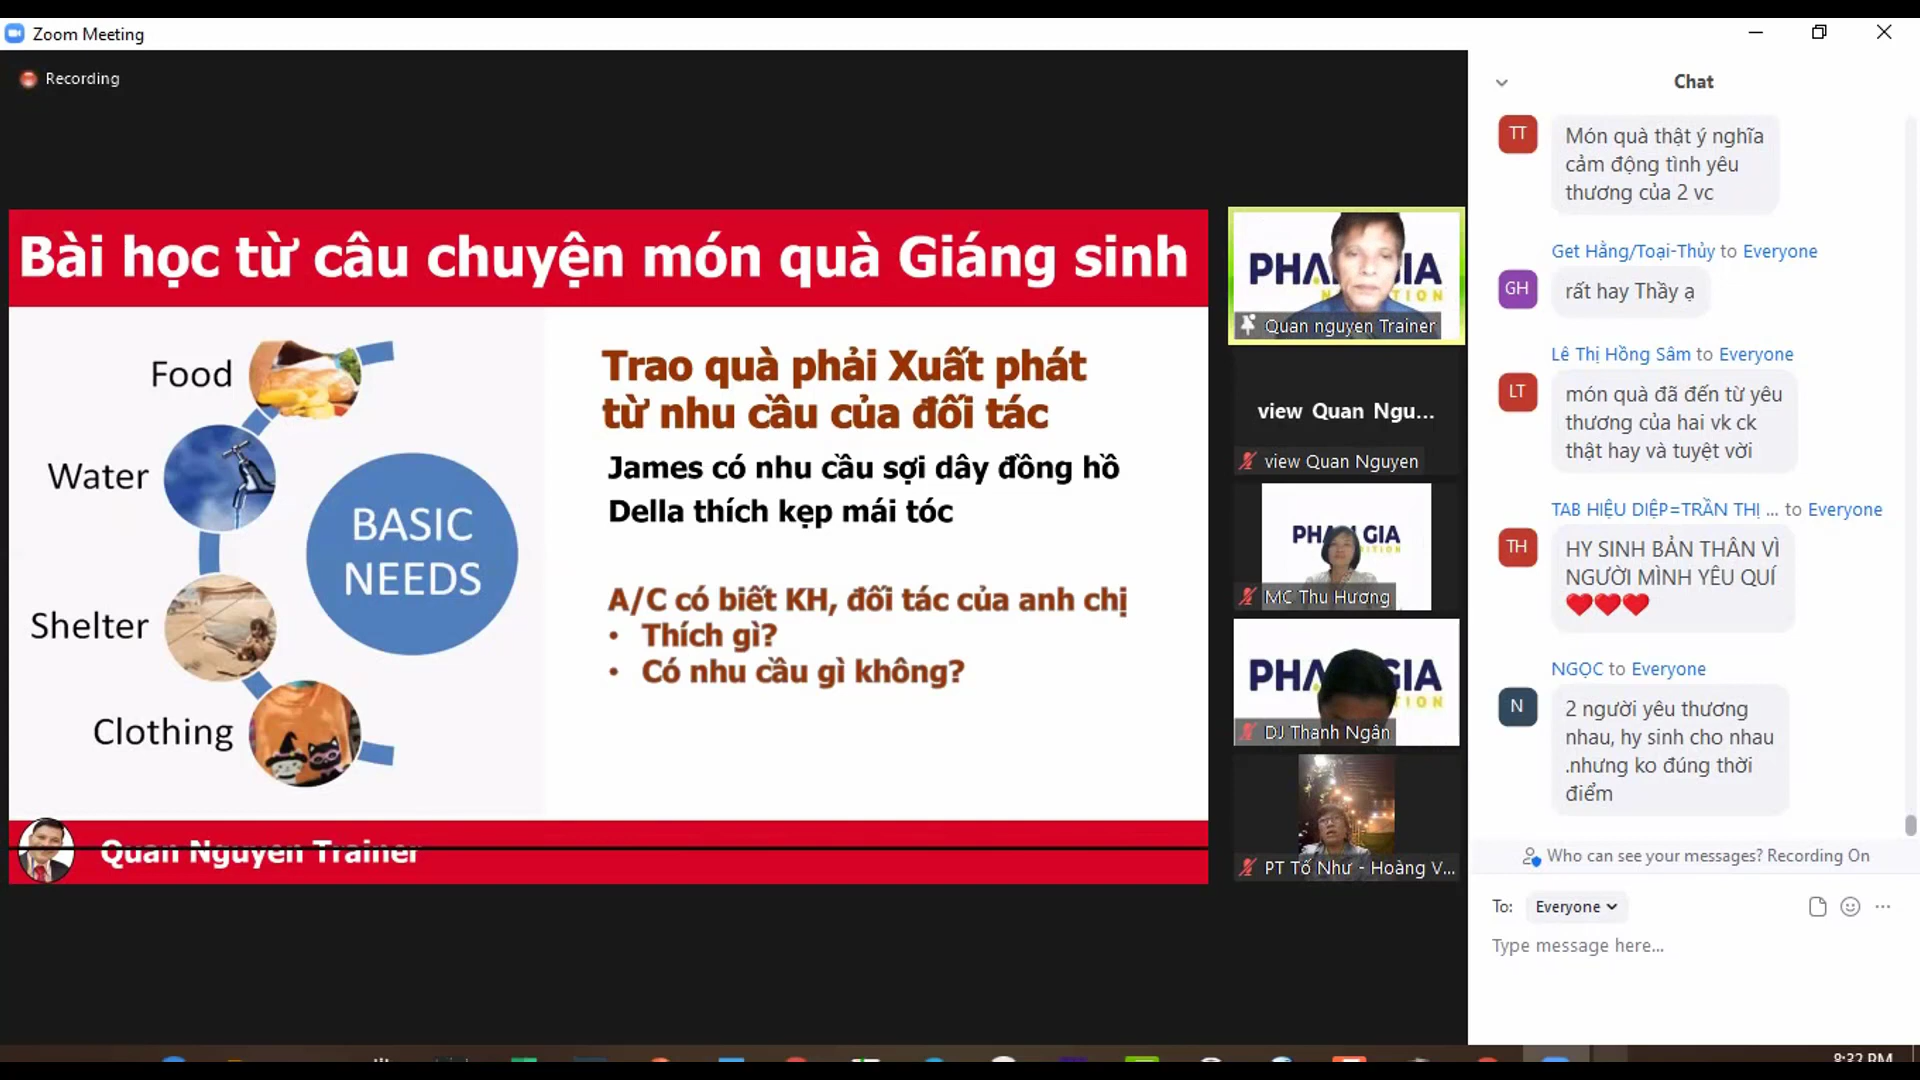 Zoom Meeting
Recording
Bài học từ câu chuyện món quà Giáng sinh
Food
Water
Shelter
Clothing
BASIC
NEEDS
Trao quà phải Xuất phát
từ nhu cầu của đối tác
James có nhu cầu sợi dây đồng hồ
Della thích kẹp mái tóc
A/C có biết KH, đối tác của anh chị
• Thích gì?
• Có nhu cầu gì không?
Quan Nguyen Trainer
Quan nguyen Trainer
view Quan Ngu...
view Quan Nguyen
PHAN GIA
MC Thu Hương
DJ Thanh Ngân
PT Tố Như - Hoàng V...
Chat
TT
Món quà thật ý nghĩa
cảm động tình yêu
thương của 2 vc
Get Hằng/Toại-Thủy to Everyone
GH
rất hay Thầy ạ
Lê Thị Hồng Sâm to Everyone
LT
món quà đã đến từ yêu
thương của hai vk ck
thật hay và tuyệt vời
TAB HIỆU DIỆP=TRẦN THỊ ... to Everyone
TH
HY SINH BẢN THÂN VÌ
NGƯỜI MÌNH YÊU QUÍ
❤❤❤
NGỌC to Everyone
N
2 người yêu thương
nhau, hy sinh cho nhau
.nhưng ko đúng thời
điểm
Who can see your messages? Recording On
To: Everyone
Type message here...
8:32 PM